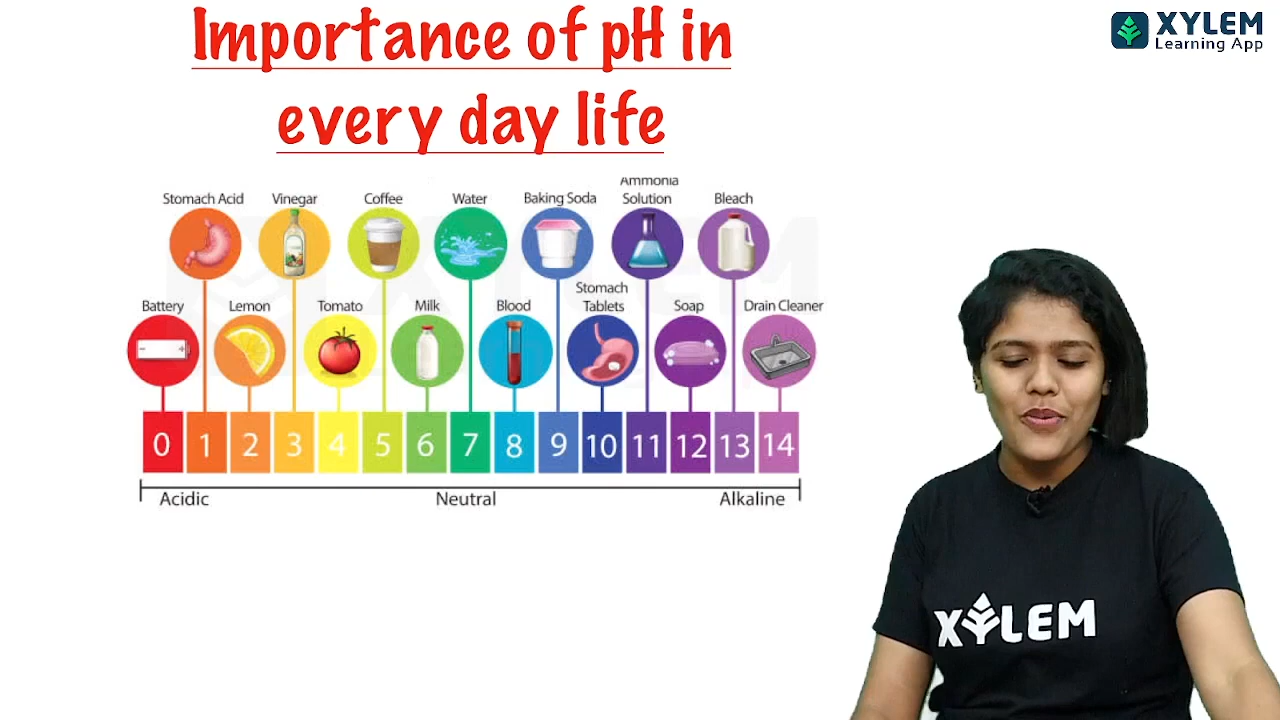 Importance of pH in
every day life
XYLEM
Learning App
Stomach Acid Vinegar Coffee Water Baking Soda Ammonia Solution Bleach
Battery Lemon Tomato Milk Blood Stomach Tablets Soap Drain Cleaner
0 1 2 3 4 5 6 7 8 9 10 11 12 13 14
Acidic Neutral Alkaline
XYLEM